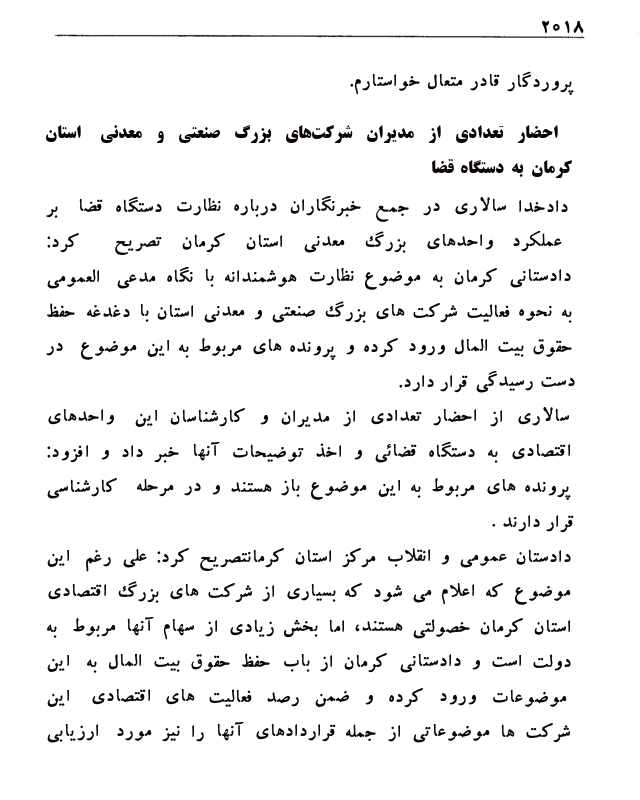 ۲۰۱۸
پروردگار قادر متعال خواستارم.
احضار تعدادی از مدیران شرکت‌های بزرگ صنعتی و معدنی استان
کرمان به دستگاه قضا
دادخدا سالاری در جمع خبرنگاران درباره نظارت دستگاه قضا بر
عملکرد واحدهای بزرگ معدنی استان کرمان تصریح کرد:
دادستانی کرمان به موضوع نظارت هوشمندانه با نگاه مدعی العمومی
به نحوه فعالیت شرکت های بزرگ صنعتی و معدنی استان با دغدغه حفظ
حقوق بیت المال ورود کرده و پرونده های مربوط به این موضوع در
دست رسیدگی قرار دارد.
سالاری از احضار تعدادی از مدیران و کارشناسان این واحدهای
اقتصادی به دستگاه قضائی و اخذ توضیحات آنها خبر داد و افزود:
پرونده های مربوط به این موضوع باز هستند و در مرحله کارشناسی
قرار دارند .
دادستان عمومی و انقلاب مرکز استان کرمانتصریح کرد: علی رغم این
موضوع که اعلام می شود که بسیاری از شرکت های بزرگ اقتصادی
استان کرمان خصولتی هستند، اما بخش زیادی از سهام آنها مربوط به
دولت است و دادستانی کرمان از باب حفظ حقوق بیت المال به این
موضوعات ورود کرده و ضمن رصد فعالیت های اقتصادی این
شرکت ها موضوعاتی از جمله قراردادهای آنها را نیز مورد ارزیابی